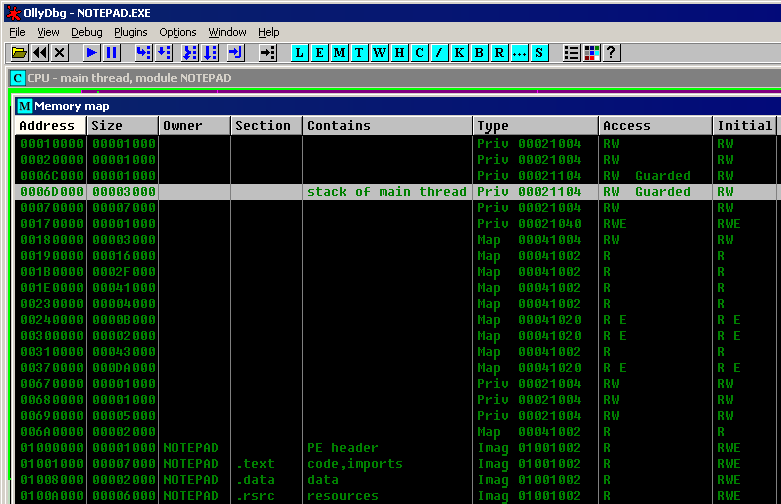 OllyDbg - NOTEPAD.EXE
File View Debug Plugins Options Window Help
L E M T W H C / K B R ... S ?
C CPU - main thread, module NOTEPAD
M Memory map
Address Size Owner Section Contains Type Access Initial
00010000 00001000 Priv 00021004 RW RW
00020000 00001000 Priv 00021004 RW RW
0006C000 00001000 Priv 00021104 RW Guarded RW
0006D000 00003000 stack of main thread Priv 00021104 RW Guarded RW
00070000 00007000 Priv 00021004 RW RW
00170000 00001000 Priv 00021040 RWE RWE
00180000 00003000 Map 00041004 RW RW
00190000 00016000 Map 00041002 R R
001B0000 0002F000 Map 00041002 R R
001E0000 00041000 Map 00041002 R R
00230000 00004000 Map 00041002 R R
00240000 0000B000 Map 00041020 R E R E
00300000 00002000 Map 00041020 R E R E
00310000 00043000 Map 00041002 R R
00370000 000DA000 Map 00041020 R E R E
00670000 00001000 Priv 00021004 RW RW
00680000 00001000 Priv 00021004 RW RW
00690000 00005000 Priv 00021004 RW RW
006A0000 00002000 Map 00041002 R R
01000000 00001000 NOTEPAD PE header Imag 01001002 R RWE
01001000 00007000 NOTEPAD .text code,imports Imag 01001002 R RWE
01008000 00002000 NOTEPAD .data data Imag 01001002 R RWE
0100A000 00006000 NOTEPAD .rsrc resources Imag 01001002 R RWE